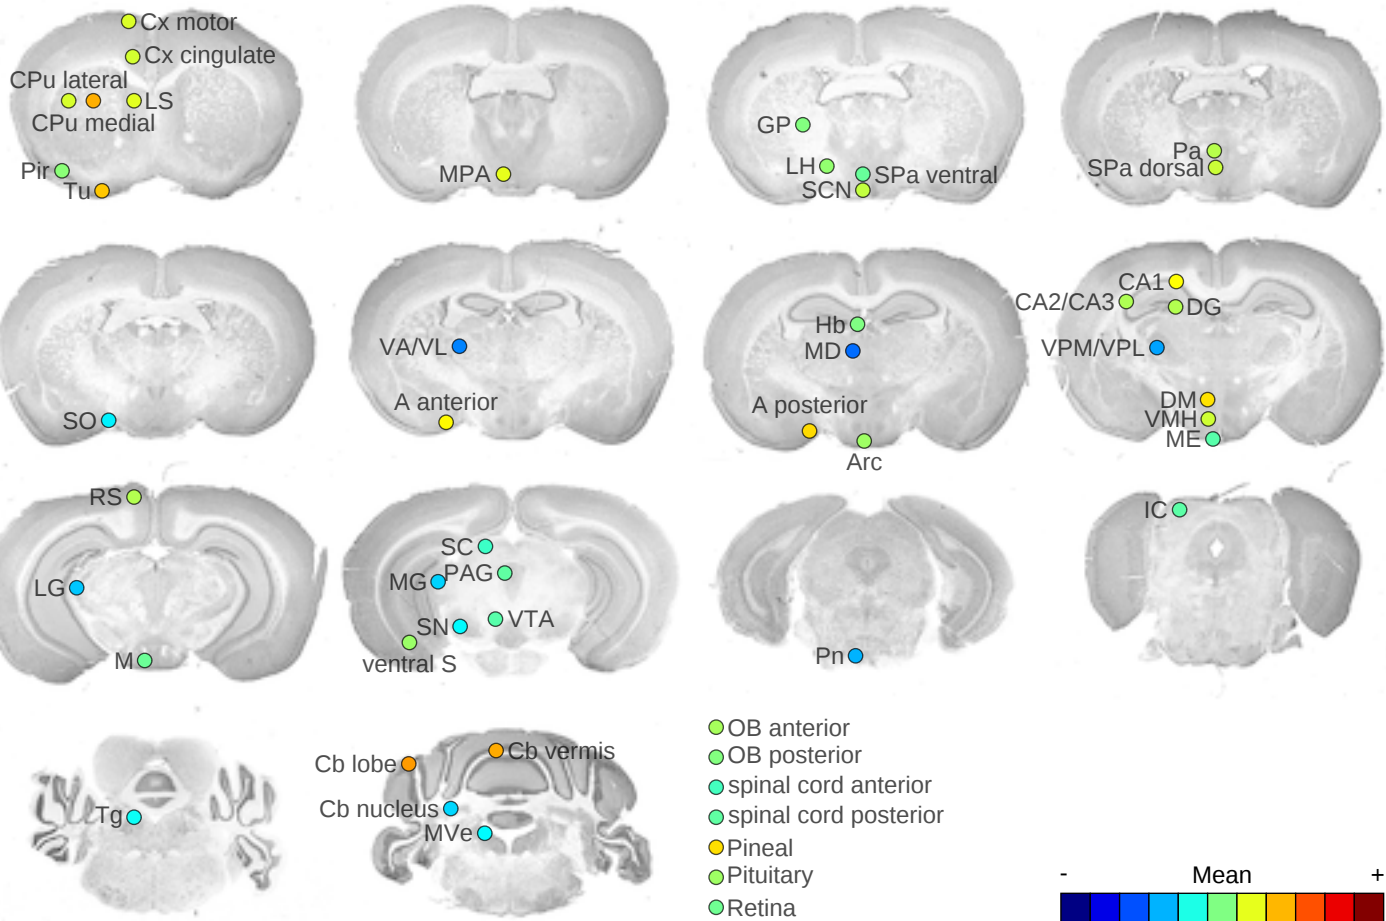 Cx motor
Cx cingulate
CPu lateral
LS
CPu medial
Pir
Tu
MPA
GP
LH
SPa ventral
SCN
Pa
SPa dorsal
SO
VA/VL
A anterior
Hb
MD
A posterior
Arc
CA1
CA2/CA3
DG
VPM/VPL
DM
VMH
ME
RS
LG
M
SC
MG
PAG
SN
VTA
ventral S
Pn
IC
Tg
Cb lobe
Cb vermis
Cb nucleus
MVe
OB anterior
OB posterior
spinal cord anterior
spinal cord posterior
Pineal
Pituitary
Retina
- Mean +